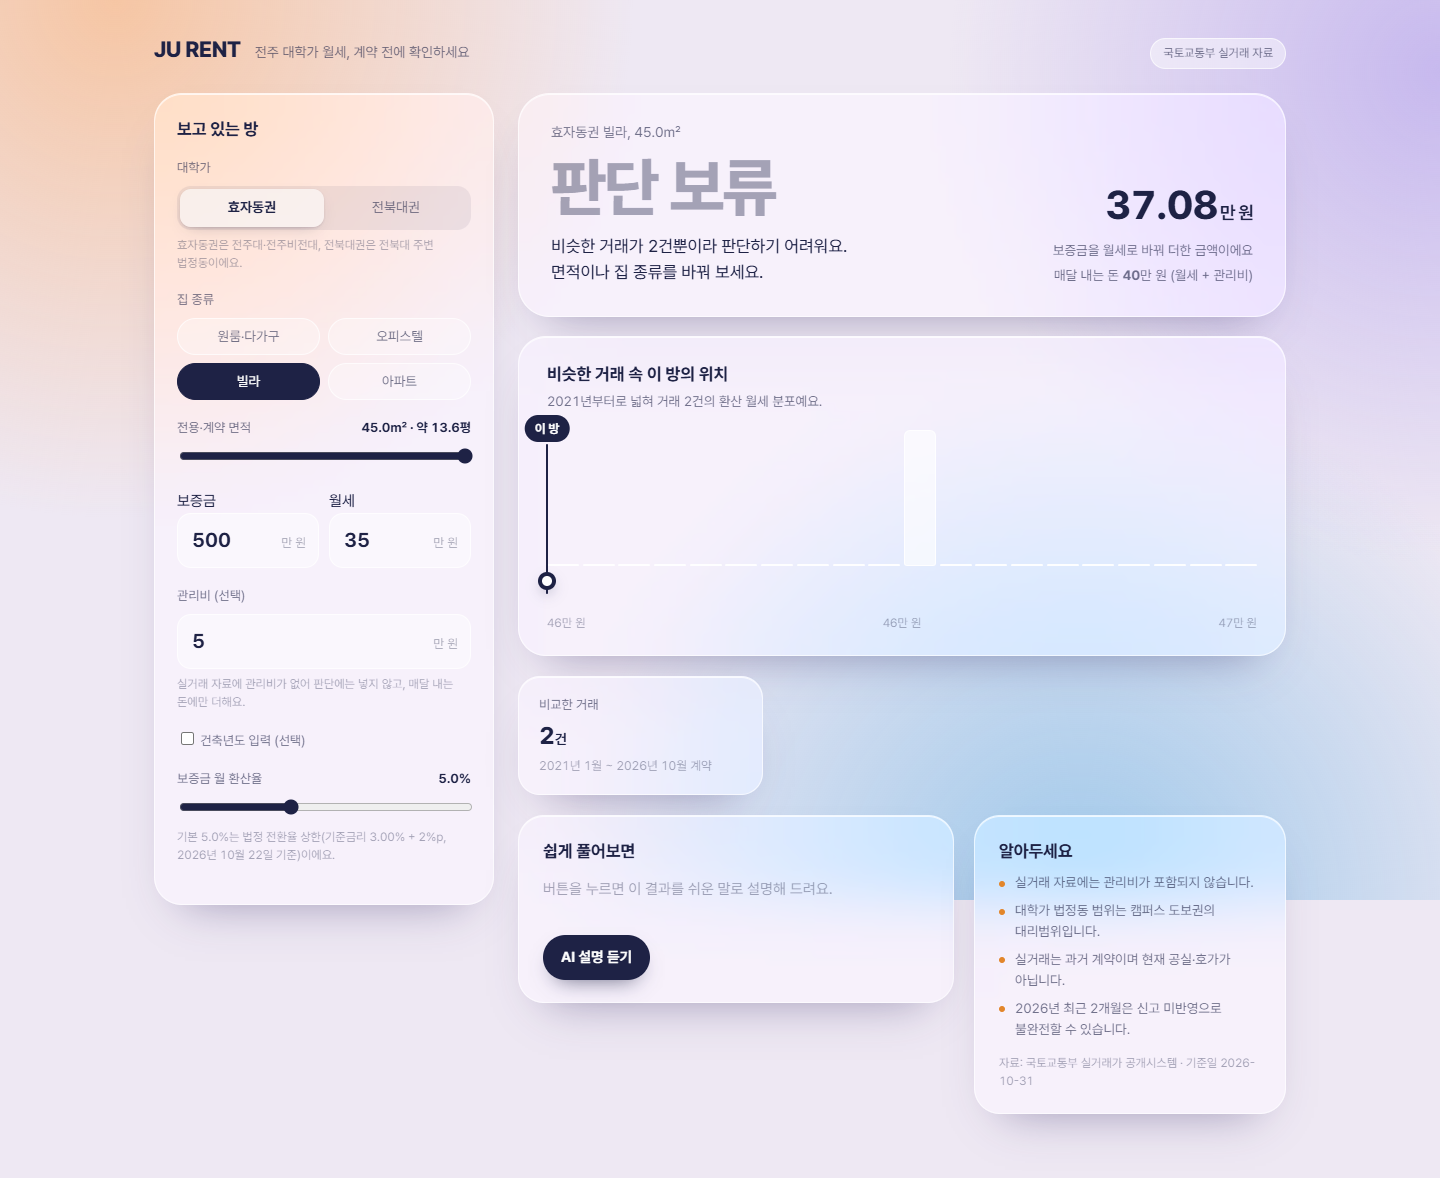 JU RENT 전주 대학가 월세, 계약 전에 확인하세요
국토교통부 실거래 자료
보고 있는 방
대학가
효자동권 전북대권
효자동권은 전주대·전주비전대, 전북대권은 전북대 주변
법정동이에요.
집 종류
원룸·다가구 오피스텔
빌라 아파트
전용·계약 면적 45.0m² · 약 13.6평
보증금 월세
500 만 원 35 만 원
관리비 (선택)
5 만 원
실거래 자료에 관리비가 없어 판단에는 넣지 않고, 매달 내는
돈에만 더해요.
건축년도 입력 (선택)
보증금 월 환산율 5.0%
기본 5.0%는 법정 전환율 상한(기준금리 3.00% + 2%p,
2026년 10월 22일 기준)이에요.
효자동권 빌라, 45.0m²
판단 보류
비슷한 거래가 2건뿐이라 판단하기 어려워요.
면적이나 집 종류를 바꿔 보세요.
37.08만 원
보증금을 월세로 바꿔 더한 금액이에요
매달 내는 돈 40만 원 (월세 + 관리비)
비슷한 거래 속 이 방의 위치
2021년부터로 넓혀 거래 2건의 환산 월세 분포예요.
이 방
46만 원 46만 원 47만 원
비교한 거래
2건
2021년 1월 – 2026년 10월 계약
쉽게 풀어보면
버튼을 누르면 이 결과를 쉬운 말로 설명해 드려요.
AI 설명 듣기
알아두세요
실거래 자료에는 관리비가 포함되지 않습니다.
대학가 법정동 범위는 캠퍼스 도보권의
대리범위입니다.
실거래는 과거 계약이며 현재 공실·호가가
아닙니다.
2026년 최근 2개월은 신고 미반영으로
불완전할 수 있습니다.
자료: 국토교통부 실거래가 공개시스템 · 기준일 2026-
10-31